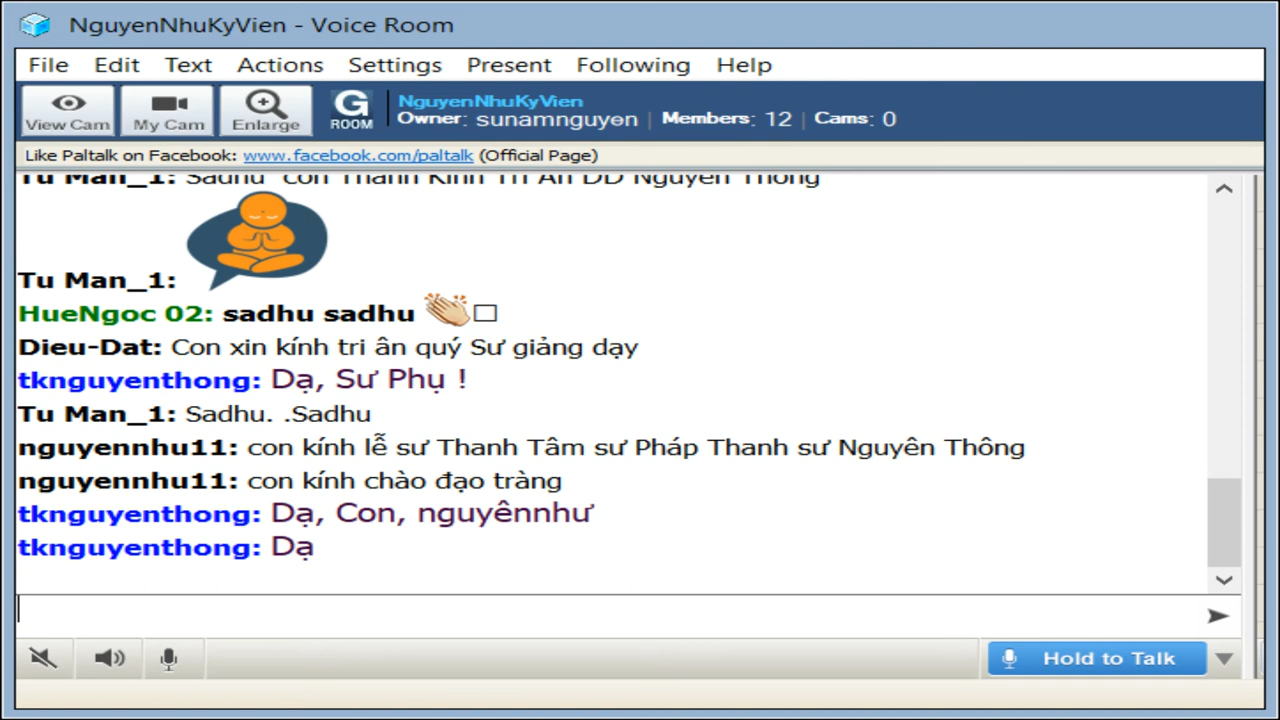 NguyenNhuKyVien - Voice Room
File Edit Text Actions Settings Present Following Help
View Cam My Cam Enlarge G ROOM
NguyenNhuKyVien
Owner: sunamnguyen | Members: 12 | Cams: 0
Like Paltalk on Facebook: www.facebook.com/paltalk (Official Page)
Tu Man_1: Sadhu con Thanh Kinh Tri An DD Nguyen Thong
Tu Man_1:
HueNgoc 02: sadhu sadhu
Dieu-Dat: Con xin kính tri ân quý Sư giảng dạy
tknguyenthong: Dạ, Sư Phụ !
Tu Man_1: Sadhu. .Sadhu
nguyennhu11: con kính lễ sư Thanh Tâm sư Pháp Thanh sư Nguyên Thông
nguyennhu11: con kính chào đạo tràng
tknguyenthong: Dạ, Con, nguyênnhư
tknguyenthong: Dạ
Hold to Talk